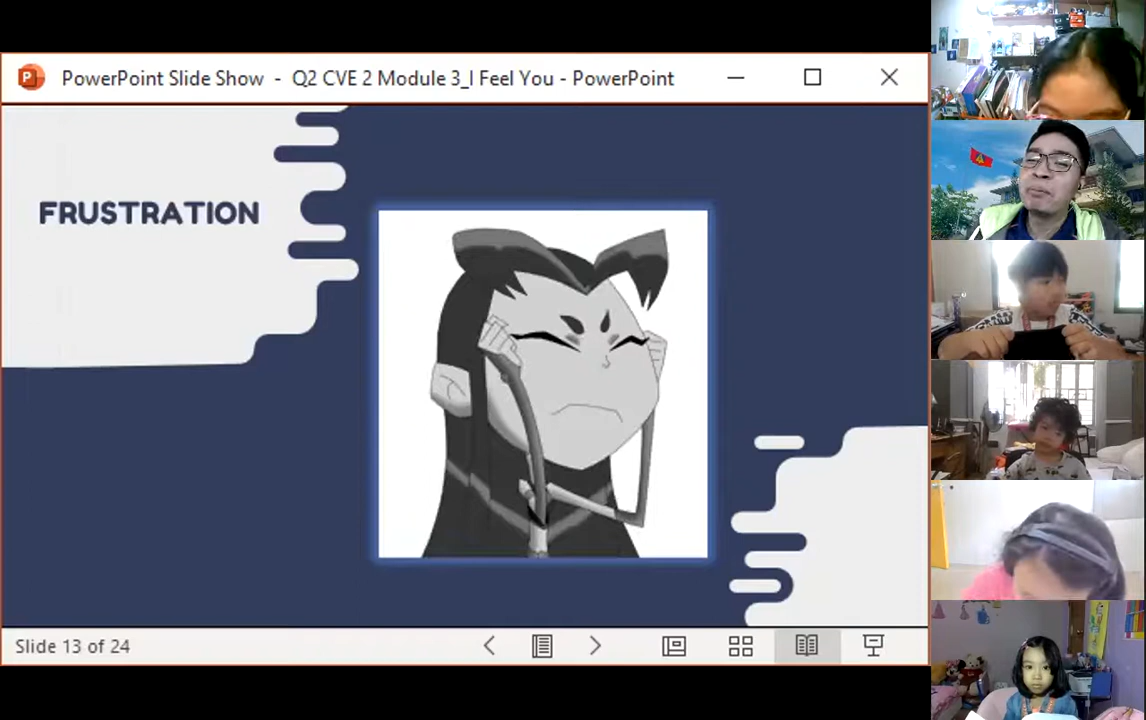 PowerPoint Slide Show - Q2 CVE 2 Module 3_I Feel You - PowerPoint
FRUSTRATION
Slide 13 of 24